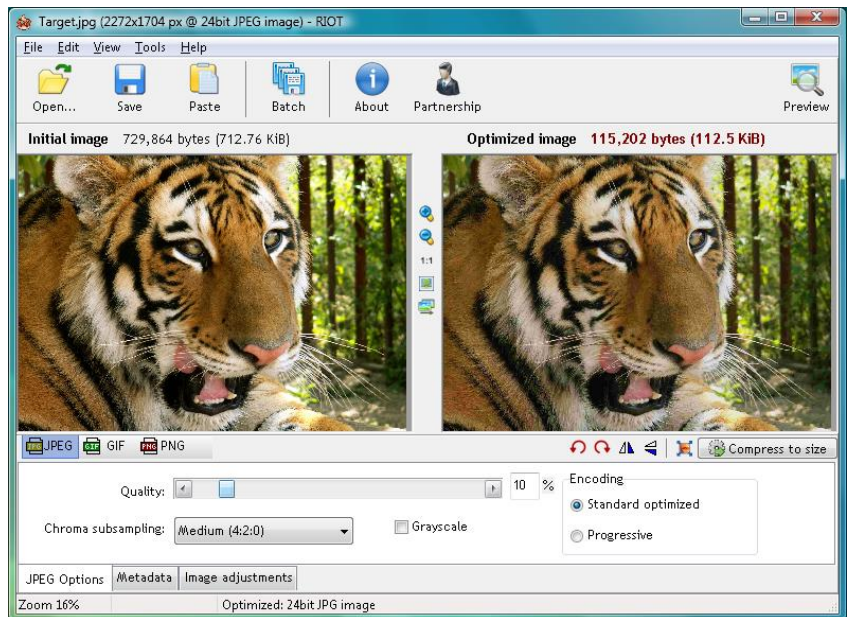 Target.jpg (2272x1704 px @ 24bit JPEG image) - RIOT
File Edit View Tools Help
Open... Save Paste Batch About Partnership Preview
Initial image 729,864 bytes (712.76 KiB) Optimized image 115,202 bytes (112.5 KiB)
1:1
JPEG GIF PNG Compress to size
Quality: 10 % Encoding
Standard optimized
Chroma subsampling: Medium (4:2:0) Grayscale
Progressive
JPEG Options Metadata Image adjustments
Zoom 16% Optimized: 24bit JPG image